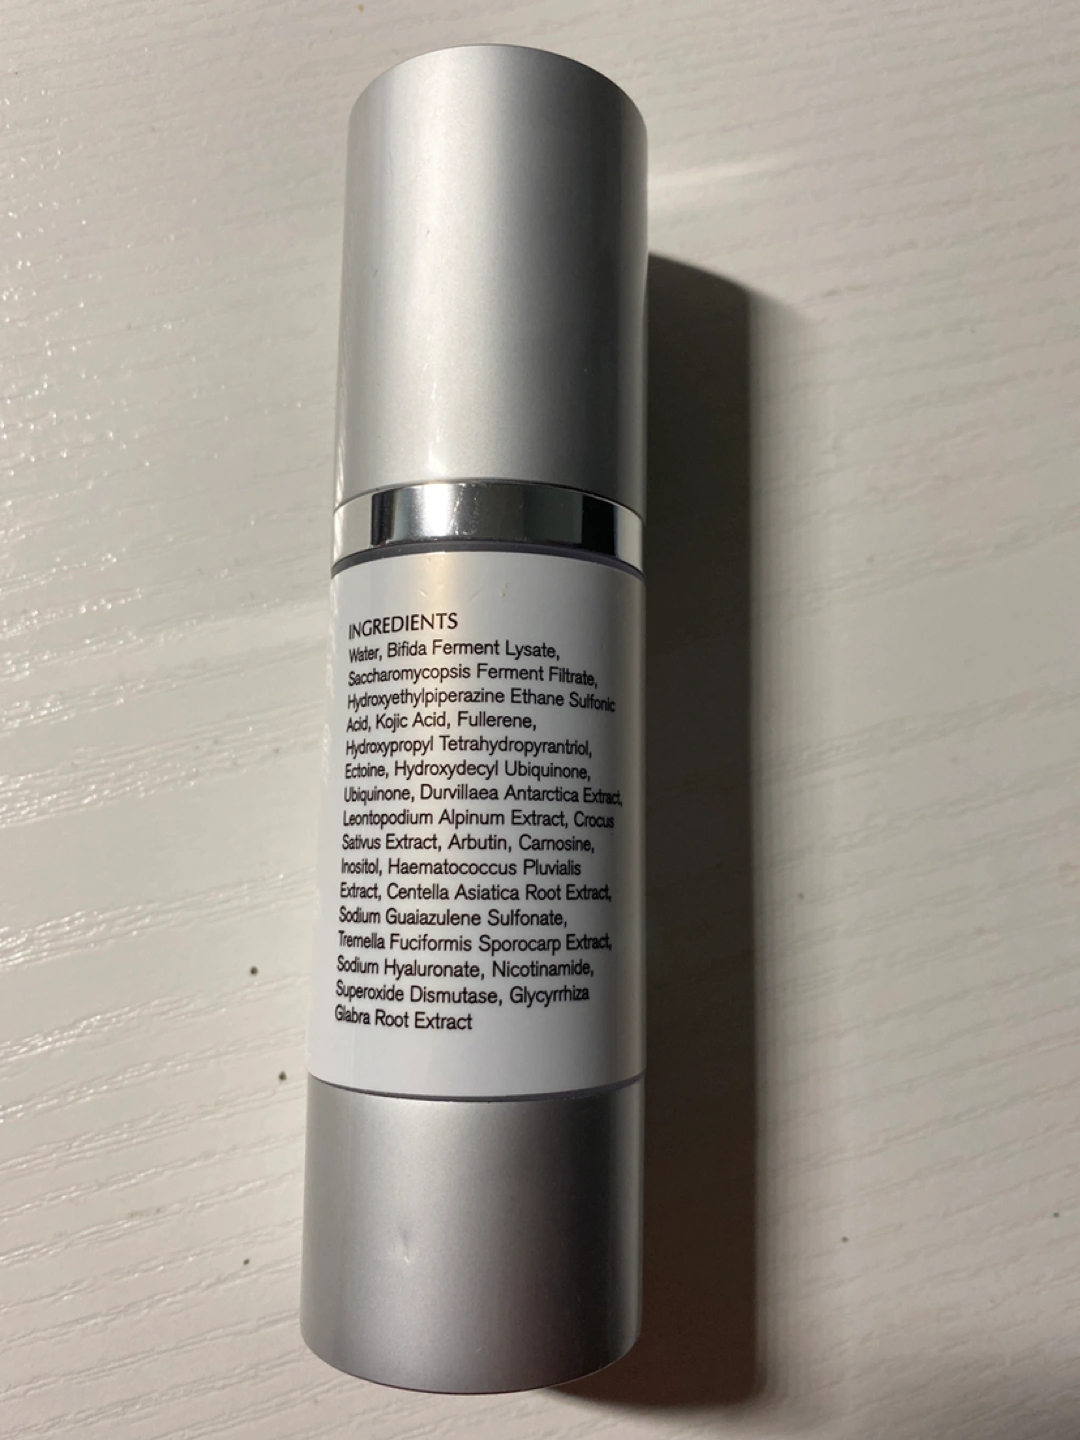 INGREDIENTS
Water, Bifida Ferment Lysate,
Saccharomycopsis Ferment Filtrate,
Hydroxyethylpiperazine Ethane Sulfonic
Acid, Kojic Acid, Fullerene,
Hydroxypropyl Tetrahydropyrantriol,
Ectoine, Hydroxydecyl Ubiquinone,
Ubiquinone, Durvillaea Antarctica Extract,
Leontopodium Alpinum Extract, Crocus
Sativus Extract, Arbutin, Carnosine,
Inositol, Haematococcus Pluvialis
Extract, Centella Asiatica Root Extract,
Sodium Guaiazulene Sulfonate,
Tremella Fuciformis Sporocarp Extract,
Sodium Hyaluronate, Nicotinamide,
Superoxide Dismutase, Glycyrrhiza
Glabra Root Extract